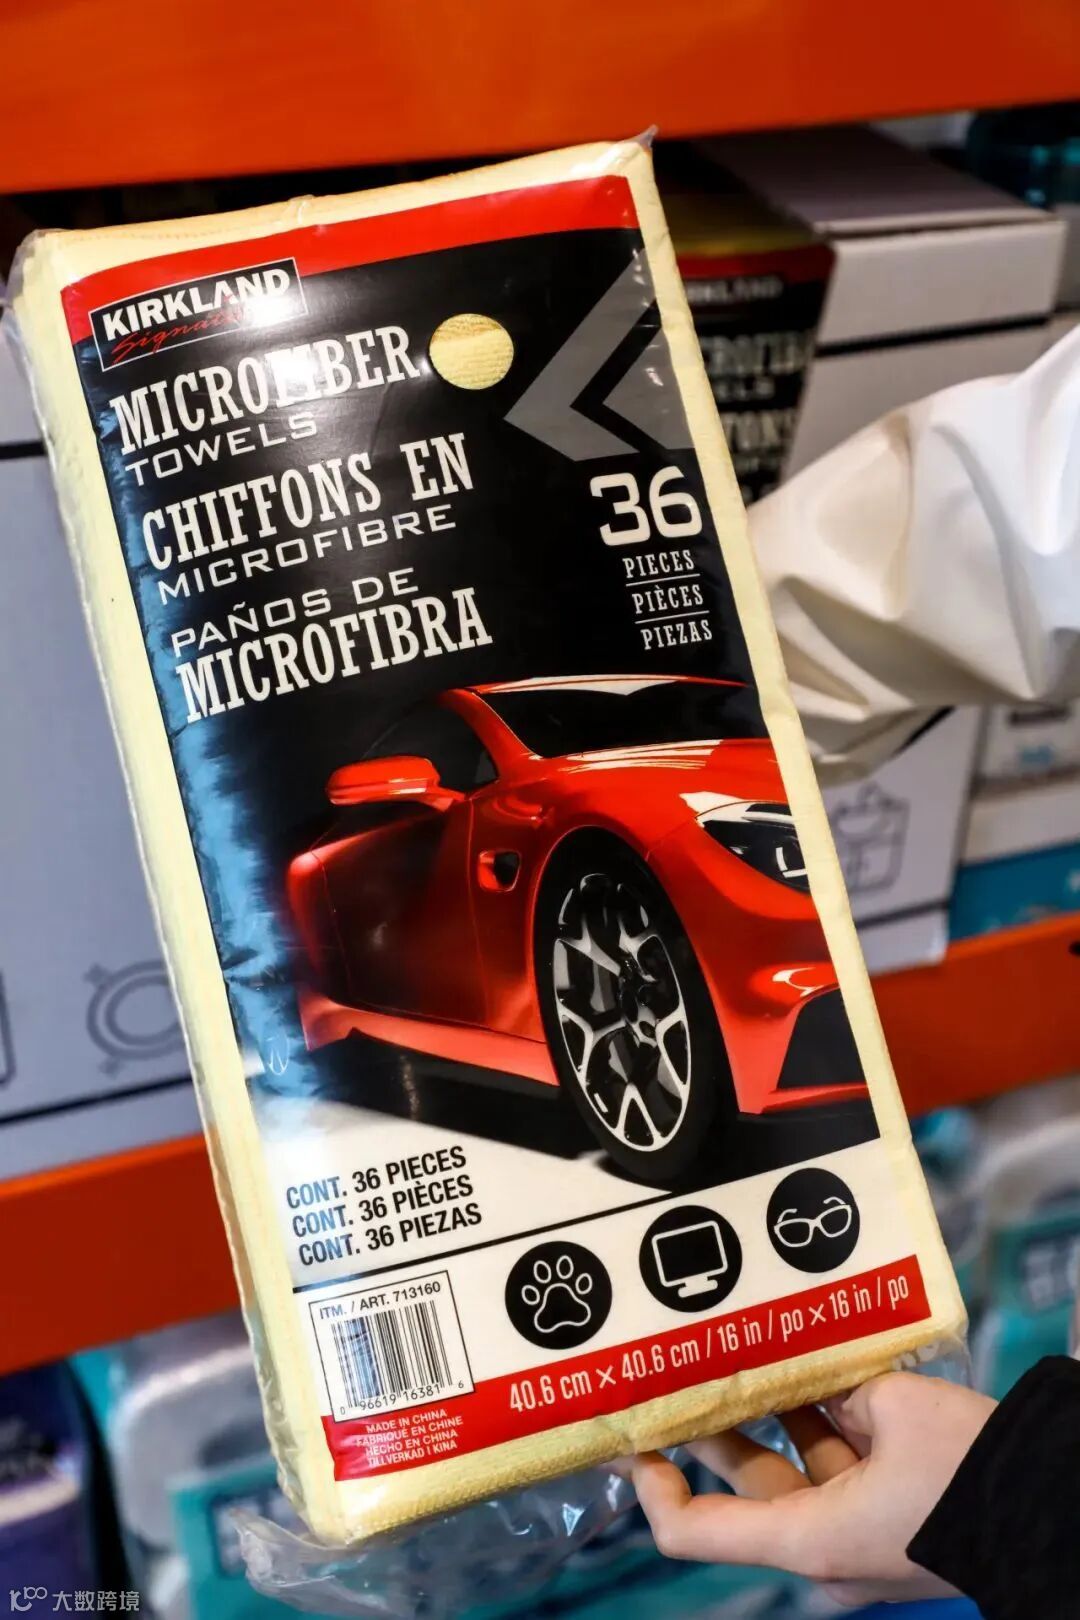 KIRKLAND
Signature
MICROFIBER
TOWELS
CHIFFONS EN
MICROFIBRE
PAÑOS DE
MICROFIBRA
36
PIECES
PIÈCES
PIEZAS
CONT. 36 PIECES
CONT. 36 PIÈCES
CONT. 36 PIEZAS
ITM. / ART. 713160
0 96619 16381 6
MADE IN CHINA
FABRIQUÉ EN CHINE
HECHO EN CHINA
TILLVERKAD I KINA
40.6 cm × 40.6 cm / 16 in / po × 16 in / po
大数跨境